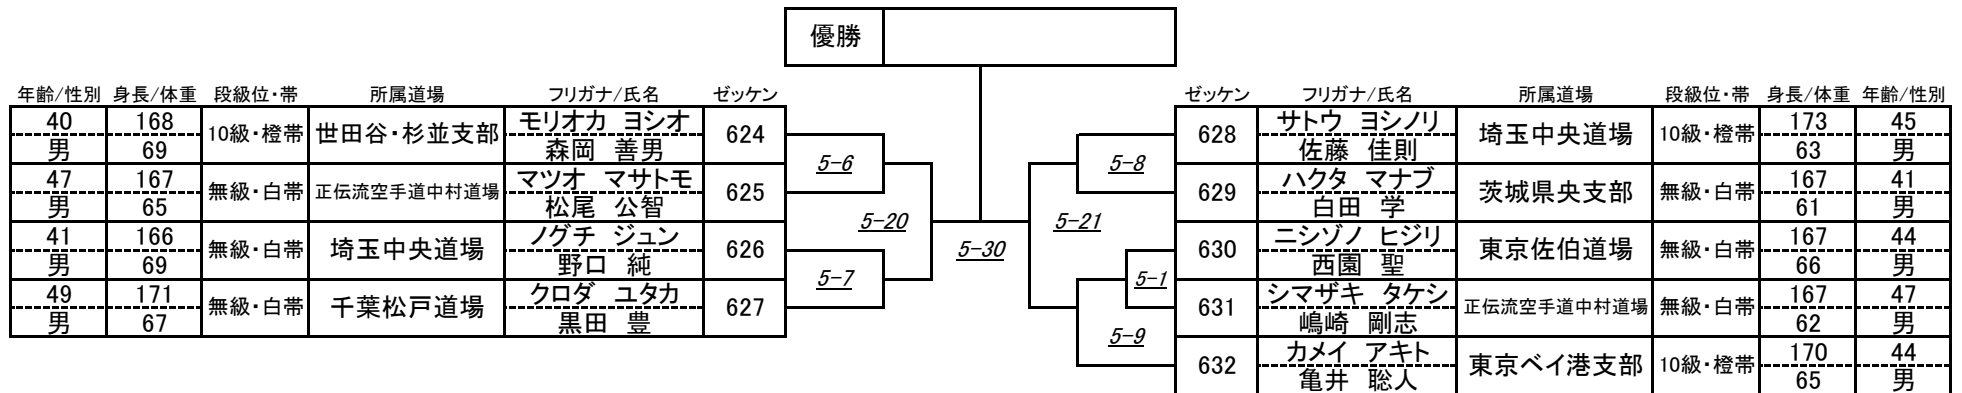 優勝
年齢/性別 身長/体重 段級位・帯 所属道場 フリガナ/氏名 ゼッケン
40 168 10級・橙帯 世田谷・杉並支部 モリオカ ヨシオ 624
男 69 森岡 善男
5-6
47 167 無級・白帯 正伝流空手道中村道場 マツオ マサトモ 625
男 65 松尾 公智
5-20
41 166 無級・白帯 埼玉中央道場 ノグチ ジュン 626
男 69 野口 純
5-7
49 171 無級・白帯 千葉松戸道場 クロダ ユタカ 627
男 67 黒田 豊
5-30
ゼッケン フリガナ/氏名 所属道場 段級位・帯 身長/体重 年齢/性別
628 サトウ ヨシノリ 埼玉中央道場 10級・橙帯 173 45
佐藤 佳則 63 男
5-8
629 ハクタ マナブ 茨城県央支部 無級・白帯 167 41
白田 学 61 男
5-21
630 ニシゾノ ヒジリ 東京佐伯道場 無級・白帯 167 44
西園 聖 66 男
5-1
631 シマザキ タケシ 正伝流空手道中村道場 無級・白帯 167 47
嶋崎 剛志 62 男
5-9
632 カメイ アキト 東京ベイ港支部 10級・橙帯 170 44
亀井 聡人 65 男